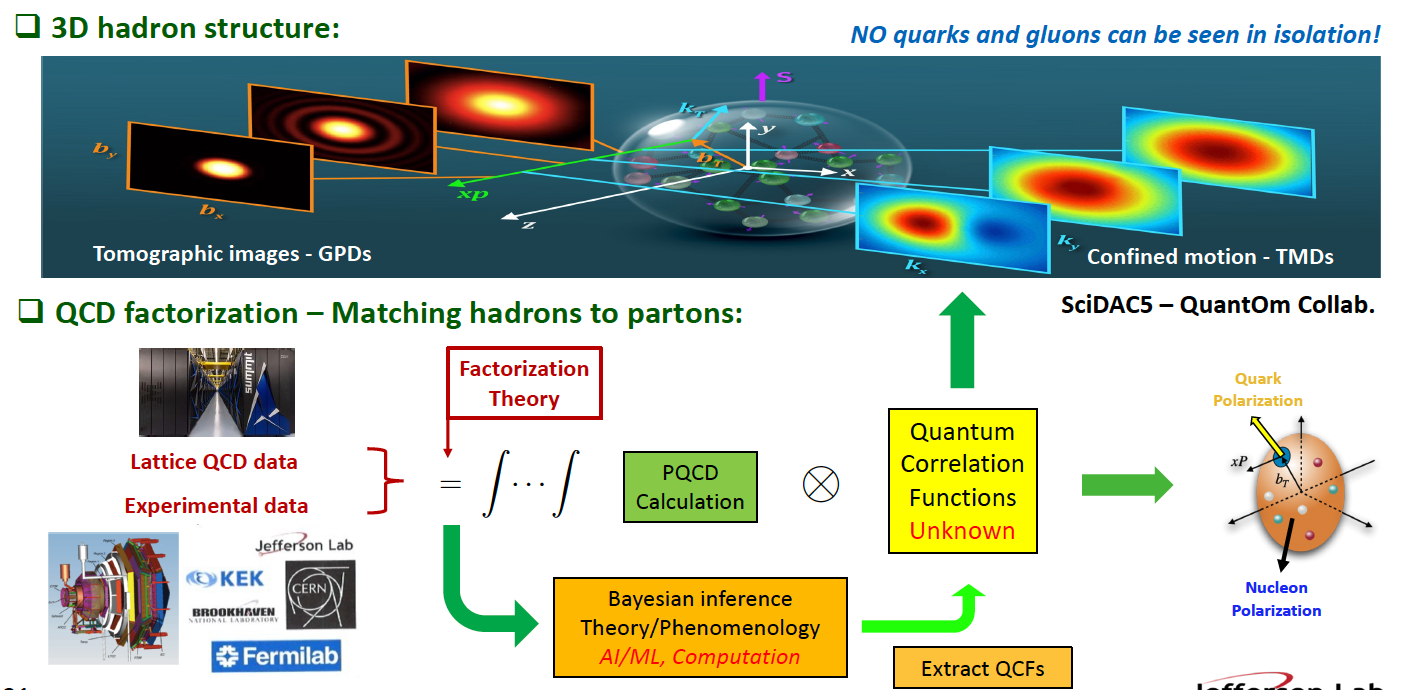 3D hadron structure:
NO quarks and gluons can be seen in isolation!
S
k_T
y
b_y
b_T
x
xp
b_x
z
k_y
k_x
Tomographic images - GPDs
Confined motion - TMDs
QCD factorization – Matching hadrons to partons:
SciDAC5 – QuantOm Collab.
summit
Factorization
Theory
Lattice QCD data
Experimental data
= ∫ ··· ∫
PQCD
Calculation
⊗
Quantum
Correlation
Functions
Unknown
Quark
Polarization
xP
b_T
Nucleon
Polarization
Jefferson Lab
KEK
CERN
BROOKHAVEN
NATIONAL LABORATORY
Fermilab
Bayesian inference
Theory/Phenomenology
AI/ML, Computation
Extract QCFs
Jefferson Lab